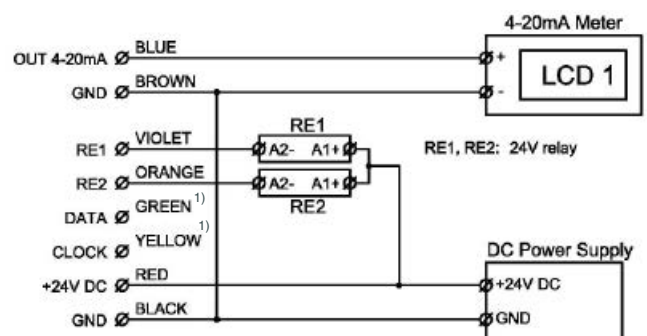 4-20mA Meter
OUT 4-20mA BLUE + LCD 1
GND BROWN -
RE1
RE1 VIOLET A2- A1+ RE1, RE2: 24V relay
RE2 ORANGE A2- A1+
RE2
DATA GREEN 1)
CLOCK YELLOW 1)
DC Power Supply
+24V DC RED +24V DC
GND BLACK GND